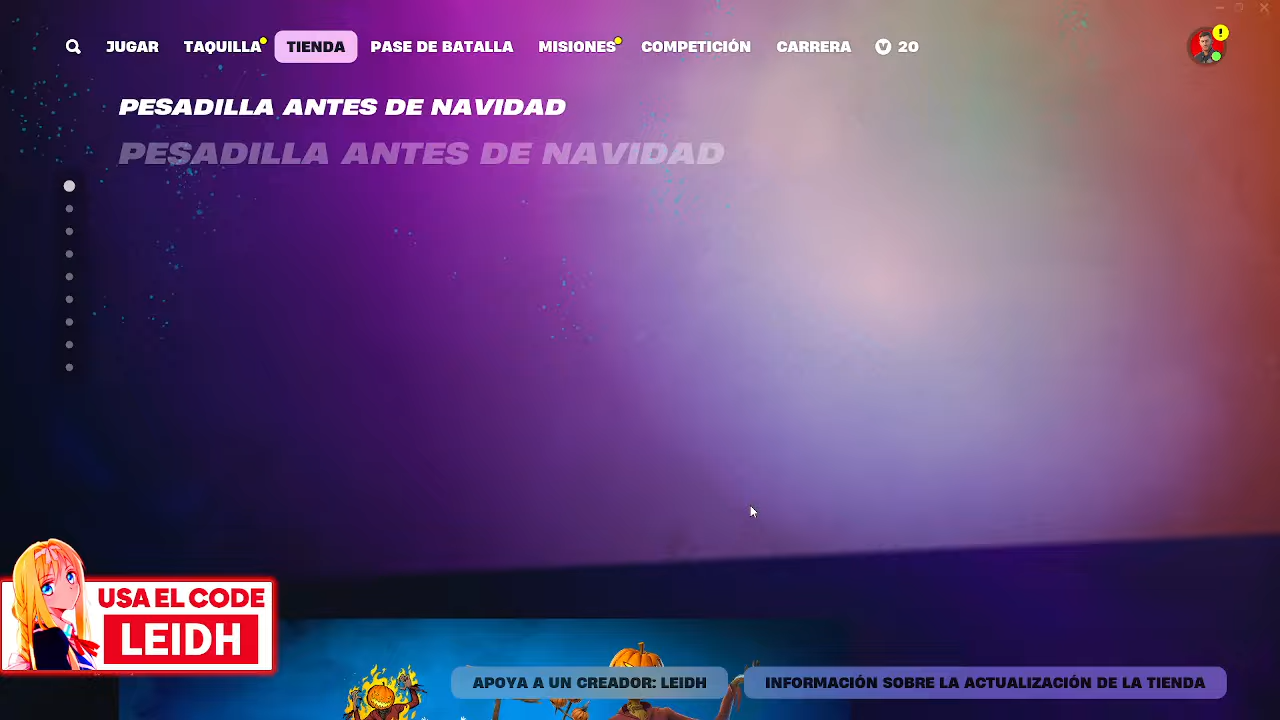 JUGAR TAQUILLA TIENDA PASE DE BATALLA MISIONES COMPETICIÓN CARRERA 20
PESADILLA ANTES DE NAVIDAD
PESADILLA ANTES DE NAVIDAD
USA EL CODE
LEIDH
APOYA A UN CREADOR: LEIDH
INFORMACIÓN SOBRE LA ACTUALIZACIÓN DE LA TIENDA